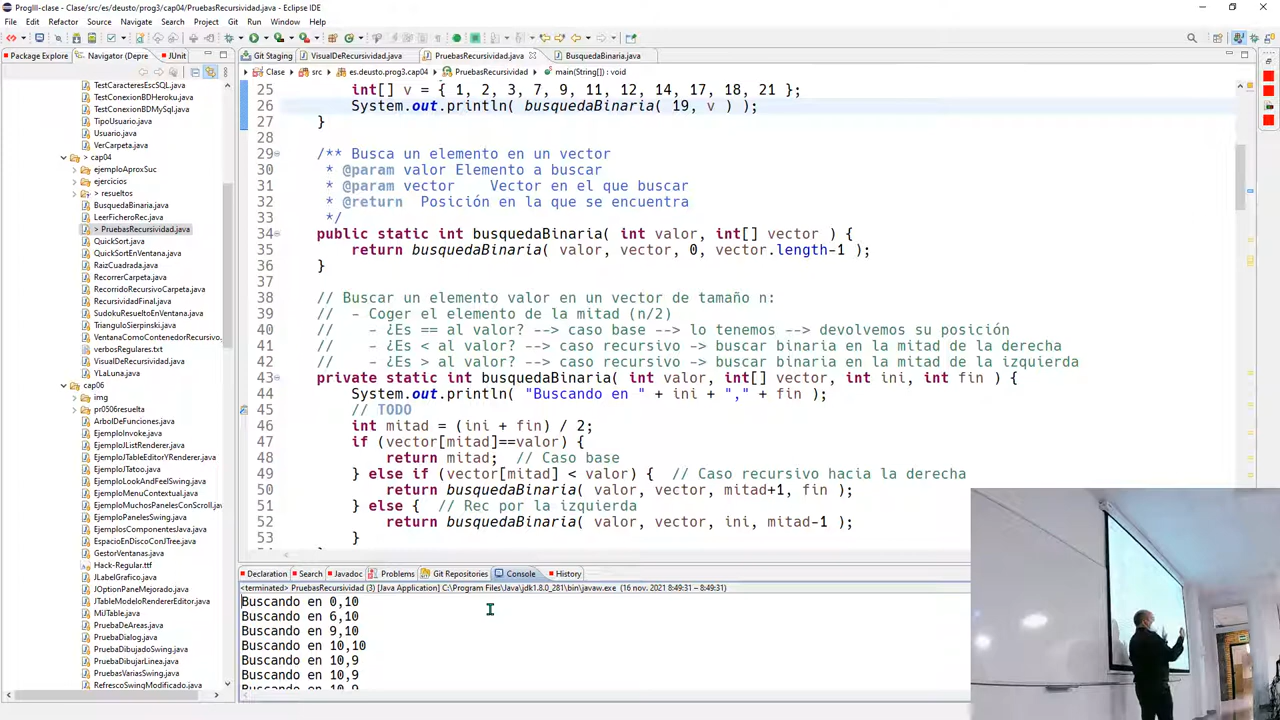 ProgIII-clase - Clase/src/es/deusto/prog3/cap04/PruebasRecursividad.java - Eclipse IDE
File Edit Refactor Source Navigate Search Project Git Run Window Help
Package Explore Navigator (Depre JUnit
Git Staging VisualDeRecursividad.java PruebasRecursividad.java BusquedaBinaria.java
Clase src es.deusto.prog3.cap04 PruebasRecursividad main(String[]) : void
TestCaracteresEscSQL.java
TestConexionBDHeroku.java
TestConexionBDMySql.java
TipoUsuario.java
Usuario.java
VerCarpeta.java
> cap04
ejemploAproxSuc
ejercicios
> resueltos
BusquedaBinaria.java
LeerFicheroRec.java
> PruebasRecursividad.java
QuickSort.java
QuickSortEnVentana.java
RaizCuadrada.java
RecorrerCarpeta.java
RecorridoRecursivoCarpeta.java
RecursividadFinal.java
SudokuResueltoEnVentana.java
TrianguloSierpinski.java
VentanaComoContenedorRecursivo.
verbosRegulares.txt
VisualDeRecursividad.java
YLaLuna.java
cap06
img
pr0506resuelta
ArbolDeFunciones.java
EjemploInvoke.java
EjemploJListRenderer.java
EjemploJTableEditorYRenderer.java
EjemploJTatoo.java
EjemploLookAndFeelSwing.java
EjemploMenuContextual.java
EjemploMuchosPanelesConScroll.java
EjemploPanelesSwing.java
EjemplosComponentesJava.java
EspacioEnDiscoConJTree.java
GestorVentanas.java
Hack-Regular.ttf
JLabelGrafico.java
JOptionPaneMejorado.java
JTableModeloRendererEditor.java
MiJTable.java
PruebaDeAreas.java
PruebaDialog.java
PruebaDibujadoSwing.java
PruebaDibujarLinea.java
PruebasVariasSwing.java
RefrescoSwingModificado.java
25 int[] v = { 1, 2, 3, 7, 9, 11, 12, 14, 17, 18, 21 };
26 System.out.println( busquedaBinaria( 19, v ) );
27 }
28
29 /** Busca un elemento en un vector
30 * @param valor Elemento a buscar
31 * @param vector Vector en el que buscar
32 * @return Posición en la que se encuentra
33 */
34 public static int busquedaBinaria( int valor, int[] vector ) {
35 return busquedaBinaria( valor, vector, 0, vector.length-1 );
36 }
37
38 // Buscar un elemento valor en un vector de tamaño n:
39 // - Coger el elemento de la mitad (n/2)
40 // - ¿Es == al valor? --> caso base --> lo tenemos --> devolvemos su posición
41 // - ¿Es < al valor? --> caso recursivo -> buscar binaria en la mitad de la derecha
42 // - ¿Es > al valor? --> caso recursivo -> buscar binaria en la mitad de la izquierda
43 private static int busquedaBinaria( int valor, int[] vector, int ini, int fin ) {
44 System.out.println( "Buscando en " + ini + "," + fin );
45 // TODO
46 int mitad = (ini + fin) / 2;
47 if (vector[mitad]==valor) {
48 return mitad; // Caso base
49 } else if (vector[mitad] < valor) { // Caso recursivo hacia la derecha
50 return busquedaBinaria( valor, vector, mitad+1, fin );
51 } else { // Rec por la izquierda
52 return busquedaBinaria( valor, vector, ini, mitad-1 );
53 }
Declaration Search Javadoc Problems Git Repositories Console History
<terminated> PruebasRecursividad (3) [Java Application] C:\Program Files\Java\jdk1.8.0_281\bin\javaw.exe (16 nov. 2021 8:49:31 – 8:49:31)
Buscando en 0,10
Buscando en 6,10
Buscando en 9,10
Buscando en 10,10
Buscando en 10,9
Buscando en 10,9
Buscando en 10,9